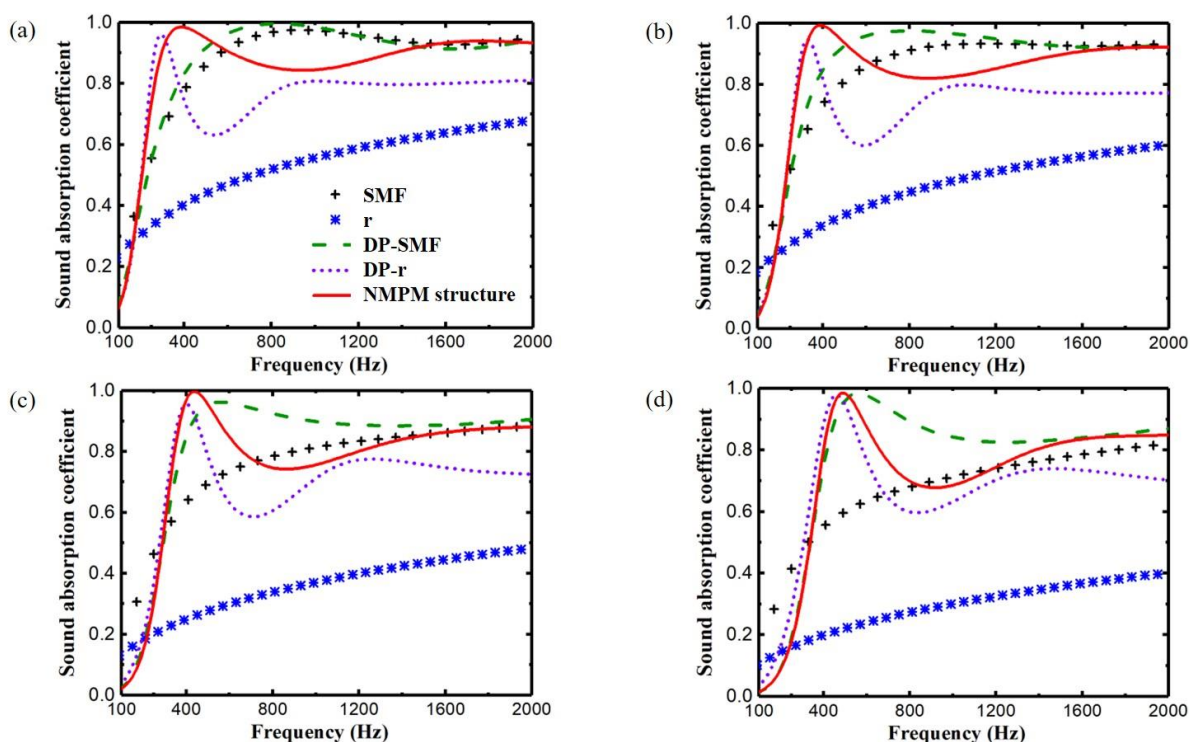 (a)
Sound absorption coefficient
1.0
0.8
0.6
0.4
0.2
0.0
SMF
r
DP-SMF
DP-r
NMPM structure
100 400 800 1200 1600 2000
Frequency (Hz)
(b)
Sound absorption coefficient
1.0
0.8
0.6
0.4
0.2
0.0
100 400 800 1200 1600 2000
Frequency (Hz)
(c)
Sound absorption coefficient
1.0
0.8
0.6
0.4
0.2
0.0
100 400 800 1200 1600 2000
Frequency (Hz)
(d)
Sound absorption coefficient
1.0
0.8
0.6
0.4
0.2
0.0
100 400 800 1200 1600 2000
Frequency (Hz)